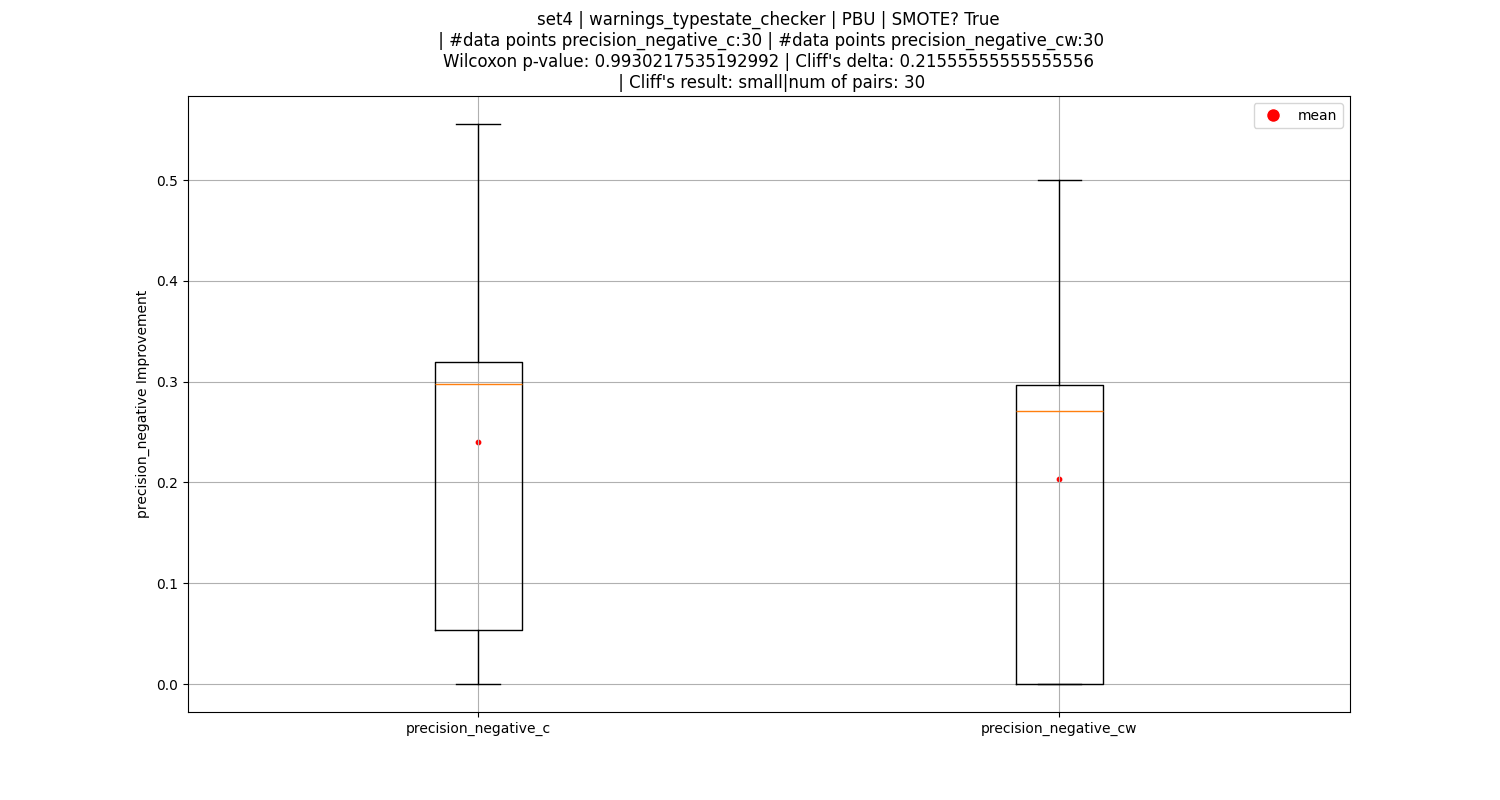 set4 | warnings_typestate_checker | PBU | SMOTE? True
| #data points precision_negative_c:30 | #data points precision_negative_cw:30
Wilcoxon p-value: 0.9930217535192992 | Cliff's delta: 0.21555555555555556
| Cliff's result: small|num of pairs: 30
mean
0.5
0.4
0.3
0.2
0.1
0.0
precision_negative Improvement
precision_negative_c
precision_negative_cw